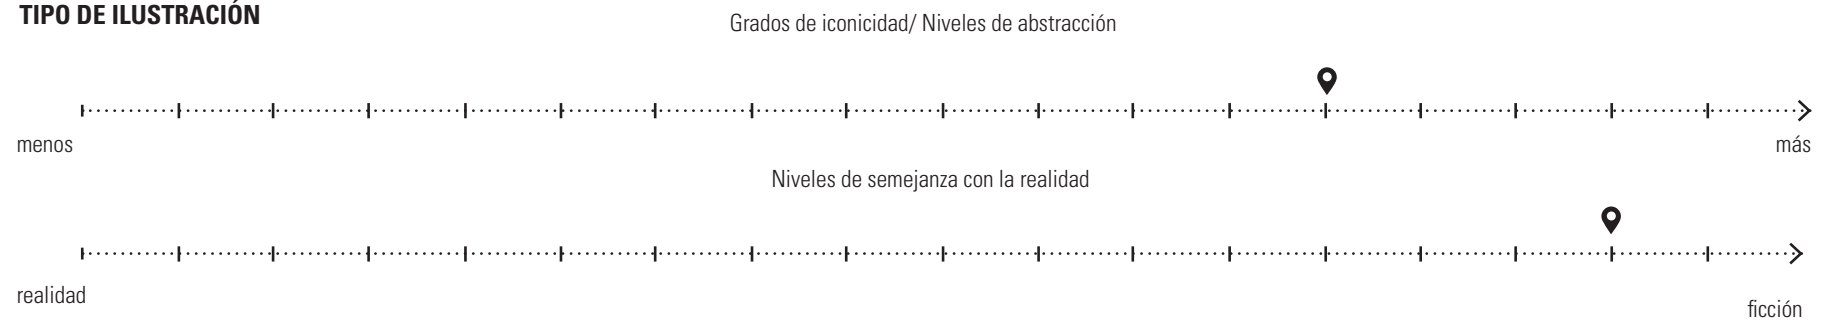 TIPO DE ILUSTRACIÓN
Grados de iconicidad/ Niveles de abstracción
menos
más
Niveles de semejanza con la realidad
realidad
ficción